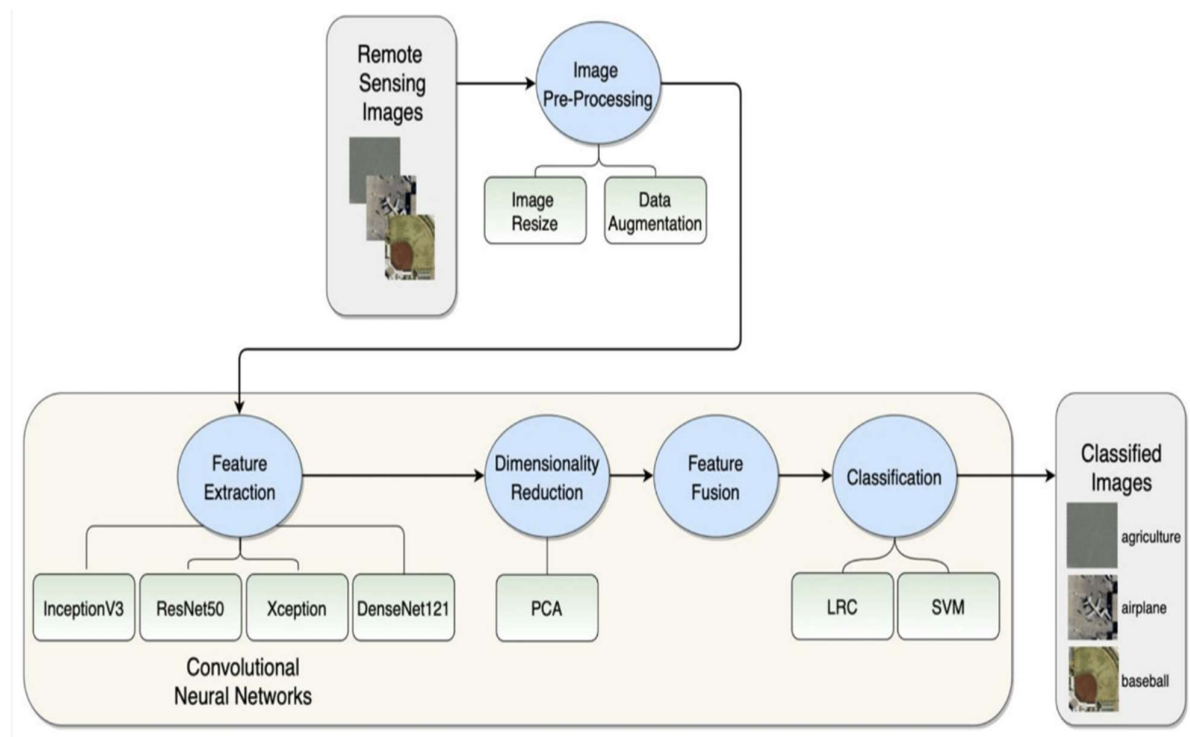 Remote
Sensing
Images
Image
Pre-Processing
Image
Resize
Data
Augmentation
Feature
Extraction
Dimensionality
Reduction
Feature
Fusion
Classification
InceptionV3
ResNet50
Xception
DenseNet121
PCA
LRC
SVM
Convolutional
Neural Networks
Classified
Images
agriculture
airplane
baseball